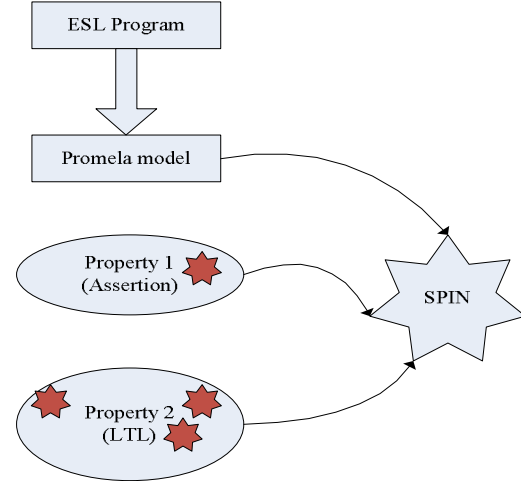 ESL Program
Promela model
Property 1
(Assertion)
SPIN
Property 2
(LTL)